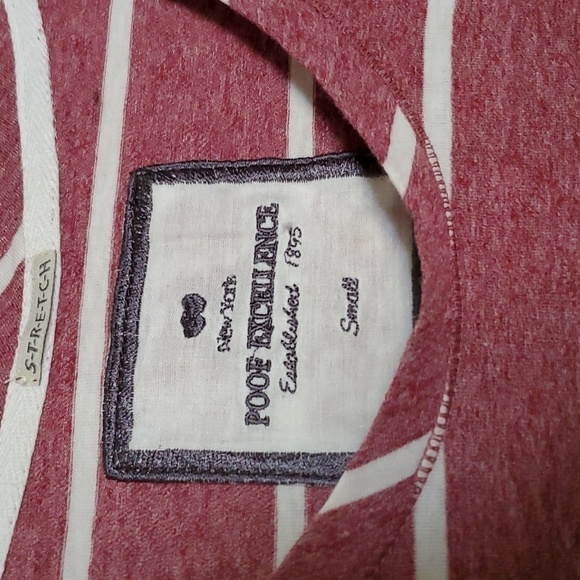 New York
POOF EXCELLENCE
Established 1895
Small
S-T-R-E-T-C-H